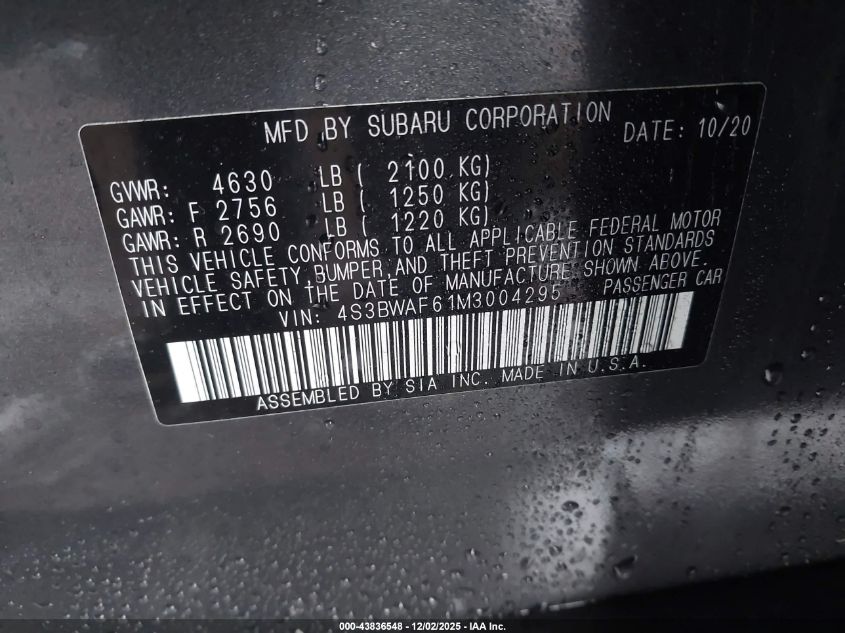 MFD BY SUBARU CORPORATION DATE: 10/20
GVWR: 4630 LB ( 2100 KG)
GAWR: F 2756 LB ( 1250 KG)
GAWR: R 2690 LB ( 1220 KG)
THIS VEHICLE CONFORMS TO ALL APPLICABLE FEDERAL MOTOR
VEHICLE SAFETY, BUMPER, AND THEFT PREVENTION STANDARDS
IN EFFECT ON THE DATE OF MANUFACTURE SHOWN ABOVE.
VIN: 4S3BWAF61M3004295 PASSENGER CAR
ASSEMBLED BY SIA INC. MADE IN U.S.A.
000-43836548 - 12/02/2025 - IAA Inc.